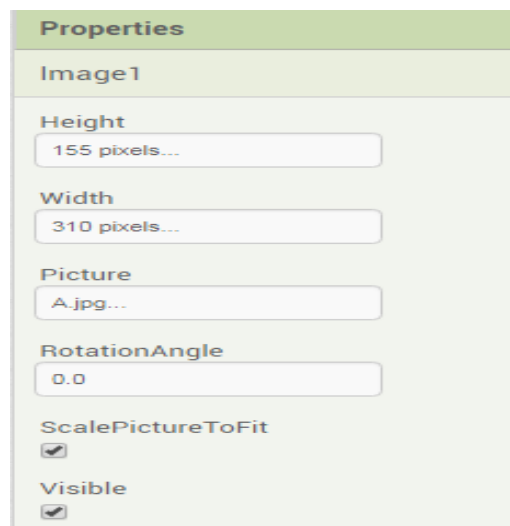 Properties
Image1
Height
155 pixels...
Width
310 pixels...
Picture
A.jpg...
RotationAngle
0.0
ScalePictureToFit
Visible